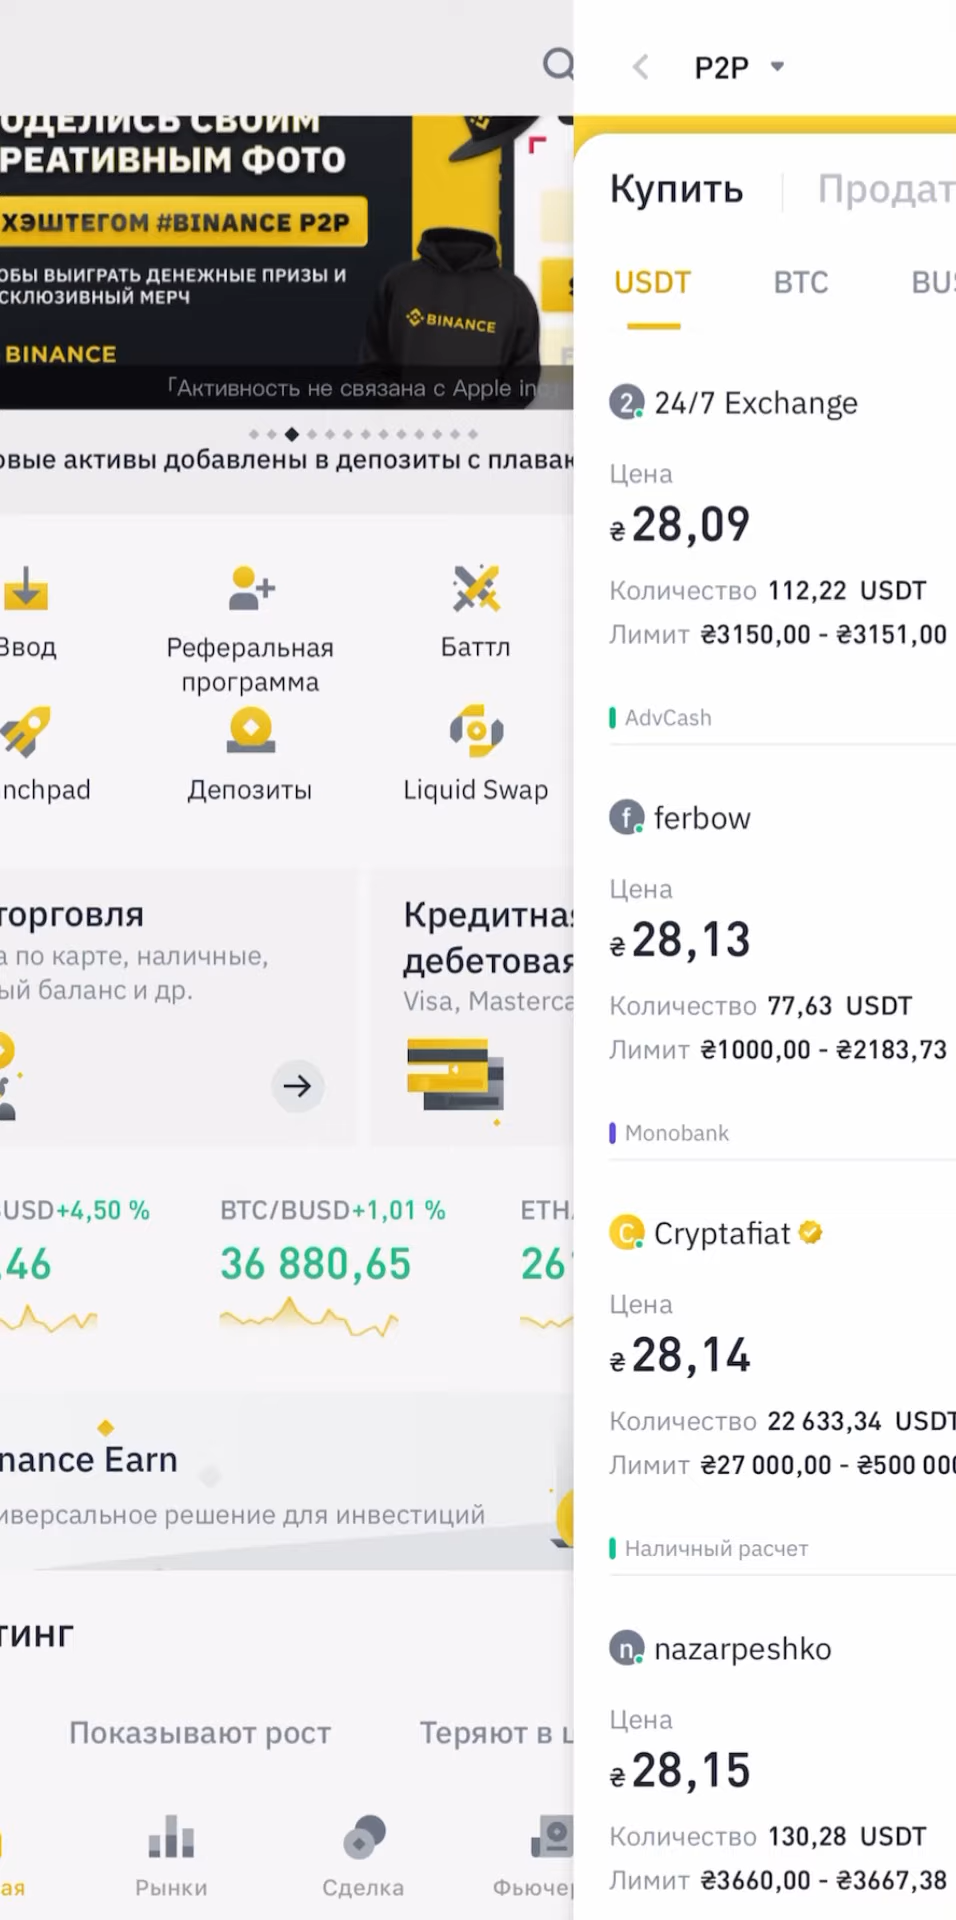 ОДЕЛИСЬ СВОИМ
РЕАТИВНЫМ ФОТО
ХЭШТЕГОМ #BINANCE P2P
ОБЫ ВЫИГРАТЬ ДЕНЕЖНЫЕ ПРИЗЫ И
СКЛЮЗИВНЫЙ МЕРЧ
BINANCE
BINANCE
「Активность не связана с Apple inc
овые активы добавлены в депозиты с плаваю
Ввод
Реферальная
программа
Баттл
nchpad
Депозиты
Liquid Swap
торговля
а по карте, наличные,
ый баланс и др.
Кредитная
дебетовая
Visa, Masterca
USD+4,50 %
BTC/BUSD+1,01 %
ETH/
,46
36 880,65
26
nance Earn
иверсальное решение для инвестиций
тинг
Показывают рост
Теряют в ц
ая
Рынки
Сделка
Фьючер
P2P
Купить
Продат
USDT
BTC
BUS
2 24/7 Exchange
Цена
₴28,09
Количество 112,22 USDT
Лимит ₴3150,00 - ₴3151,00
AdvCash
f ferbow
Цена
₴28,13
Количество 77,63 USDT
Лимит ₴1000,00 - ₴2183,73
Monobank
C Cryptafiat
Цена
₴28,14
Количество 22 633,34 USDT
Лимит ₴27 000,00 - ₴500 000
Наличный расчет
n nazarpeshko
Цена
₴28,15
Количество 130,28 USDT
Лимит ₴3660,00 - ₴3667,38